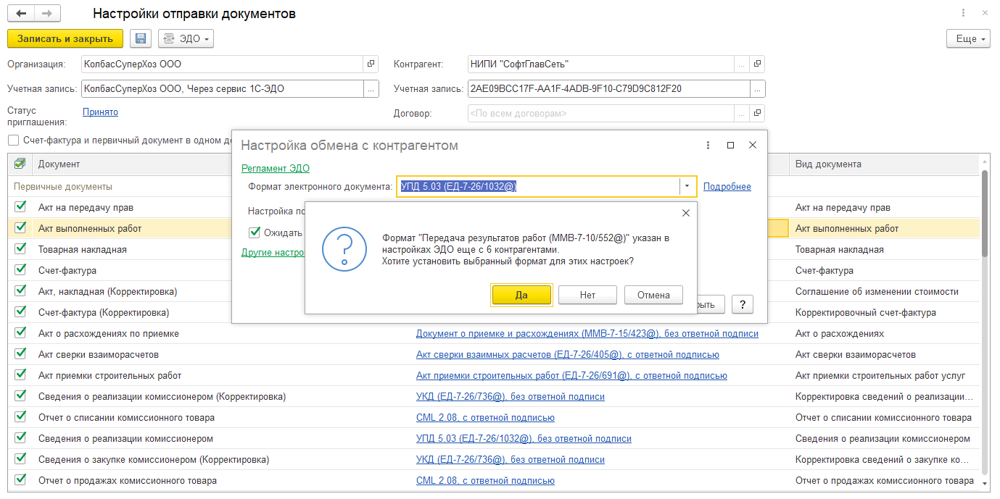 Настройки отправки документов
Записать и закрыть ЭДО Еще
Организация: КолбасСуперХоз ООО Контрагент: НИПИ "СофтГлавСеть"
Учетная запись: КолбасСуперХоз ООО, Через сервис 1С-ЭДО ... Учетная запись: 2AE09BCC17F-AA1F-4ADB-9F10-C79D9C812F20 ...
Статус
приглашения: Принято Договор: <По всем договорам> ...
Счет-фактура и первичный документ в одном
Документ Вид документа
Первичные документы
Настройка обмена с контрагентом
Регламент ЭДО
Формат электронного документа: УПД 5.03 (ЕД-7-26/1032@) Подробнее
Настройка
Ожидать
Другие
Формат "Передача результатов работ (ММВ-7-10/552@)" указан в
настройках ЭДО еще с 6 контрагентами.
Хотите установить выбранный формат для этих настроек?
Да Нет Отмена
?
Акт на передачу прав Акт на передачу прав
Акт выполненных работ Акт выполненных работ
Товарная накладная Товарная накладная
Счет-фактура Счет-фактура
Акт, накладная (Корректировка) Соглашение об изменении стоимости
Счет-фактура (Корректировка) Корректировочный счет-фактура
Акт о расхождениях по приемке Документ о приемке и расхождениях (ММВ-7-15/423@), без ответной подписи Акт о расхождениях
Акт сверки взаиморасчетов Акт сверки взаимных расчетов (ЕД-7-26/405@), с ответной подписью Акт сверки взаиморасчетов
Акт приемки строительных работ Акт приемки строительных работ (ЕД-7-26/691@), с ответной подписью Акт приемки строительных работ услуг
Сведения о реализации комиссионером (Корректировка) УКД (ЕД-7-26/736@), без ответной подписи Корректировка сведений о реализации...
Отчет о списании комиссионного товара CML 2.08, с ответной подписью Отчет о списании комиссионного товара
Сведения о реализации комиссионером УПД 5.03 (ЕД-7-26/1032@), без ответной подписи Сведения о реализации комиссионером
Сведения о закупке комиссионером (Корректировка) УКД (ЕД-7-26/736@), без ответной подписи Корректировка сведений о закупке ко...
Отчет о продажах комиссионного товара CML 2.08, с ответной подписью Отчет о продажах комиссионного товара